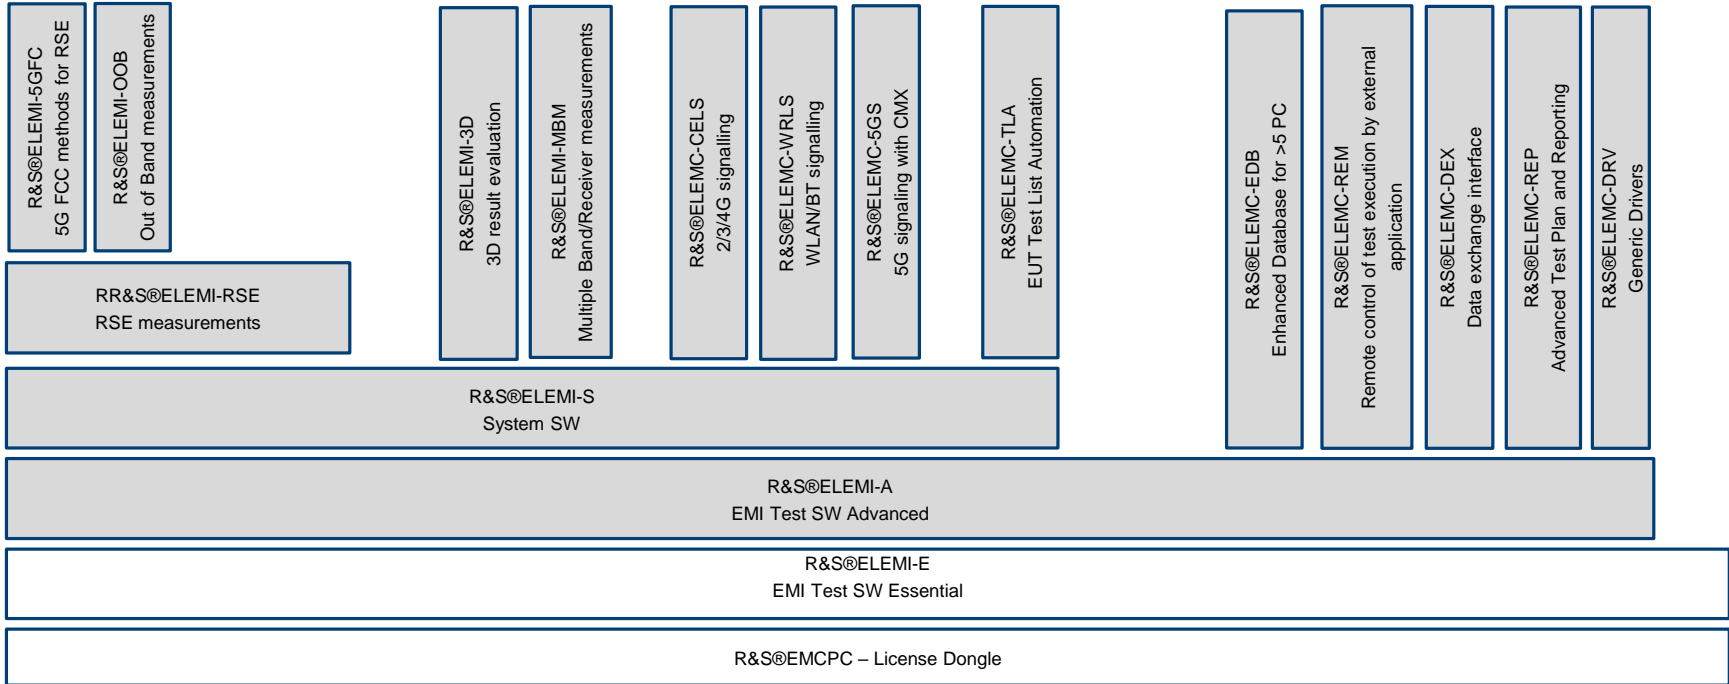 R&S®ELEMI-5GFC
5G FCC methods for RSE
R&S®ELEMI-OOB
Out of Band measurements
R&S®ELEMI-3D
3D result evaluation
R&S®ELEMI-MBM
Multiple Band/Receiver measurements
R&S®ELEMC-CELS
2/3/4G signalling
R&S®ELEMC-WRLS
WLAN/BT signalling
R&S®ELEMC-5GS
5G signaling with CMX
R&S®ELEMC-TLA
EUT Test List Automation
R&S®ELEMC-EDB
Enhanced Database for >5 PC
R&S®ELEMC-REM
Remote control of test execution by external
application
R&S®ELEMC-DEX
Data exchange interface
R&S®ELEMC-REP
Advanced Test Plan and Reporting
R&S®ELEMC-DRV
Generic Drivers
RR&S®ELEMI-RSE
RSE measurements
R&S®ELEMI-S
System SW
R&S®ELEMI-A
EMI Test SW Advanced
R&S®ELEMI-E
EMI Test SW Essential
R&S®EMCPC – License Dongle